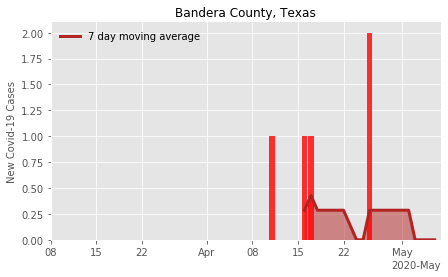 Bandera County, Texas
7 day moving average
New Covid-19 Cases
2.00
1.75
1.50
1.25
1.00
0.75
0.50
0.25
0.00
08 15 22 Apr 08 15 22 May
2020-May